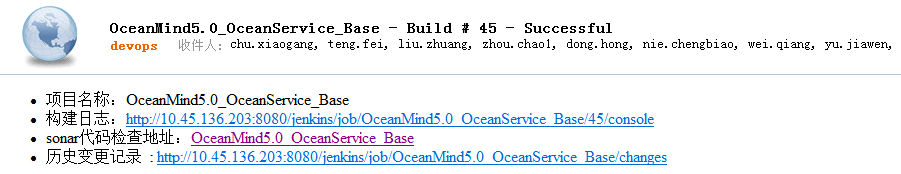 OceanMind5.0_OceanService_Base - Build # 45 - Successful
devops 收件人：chu.xiaogang, teng.fei, liu.zhuang, zhou.chao1, dong.hong, nie.chengbiao, wei.qiang, yu.jiawen,
• 项目名称：OceanMind5.0_OceanService_Base
• 构建日志：http://10.45.136.203:8080/jenkins/job/OceanMind5.0_OceanService_Base/45/console
• sonar代码检查地址：OceanMind5.0_OceanService_Base
• 历史变更记录 : http://10.45.136.203:8080/jenkins/job/OceanMind5.0_OceanService_Base/changes